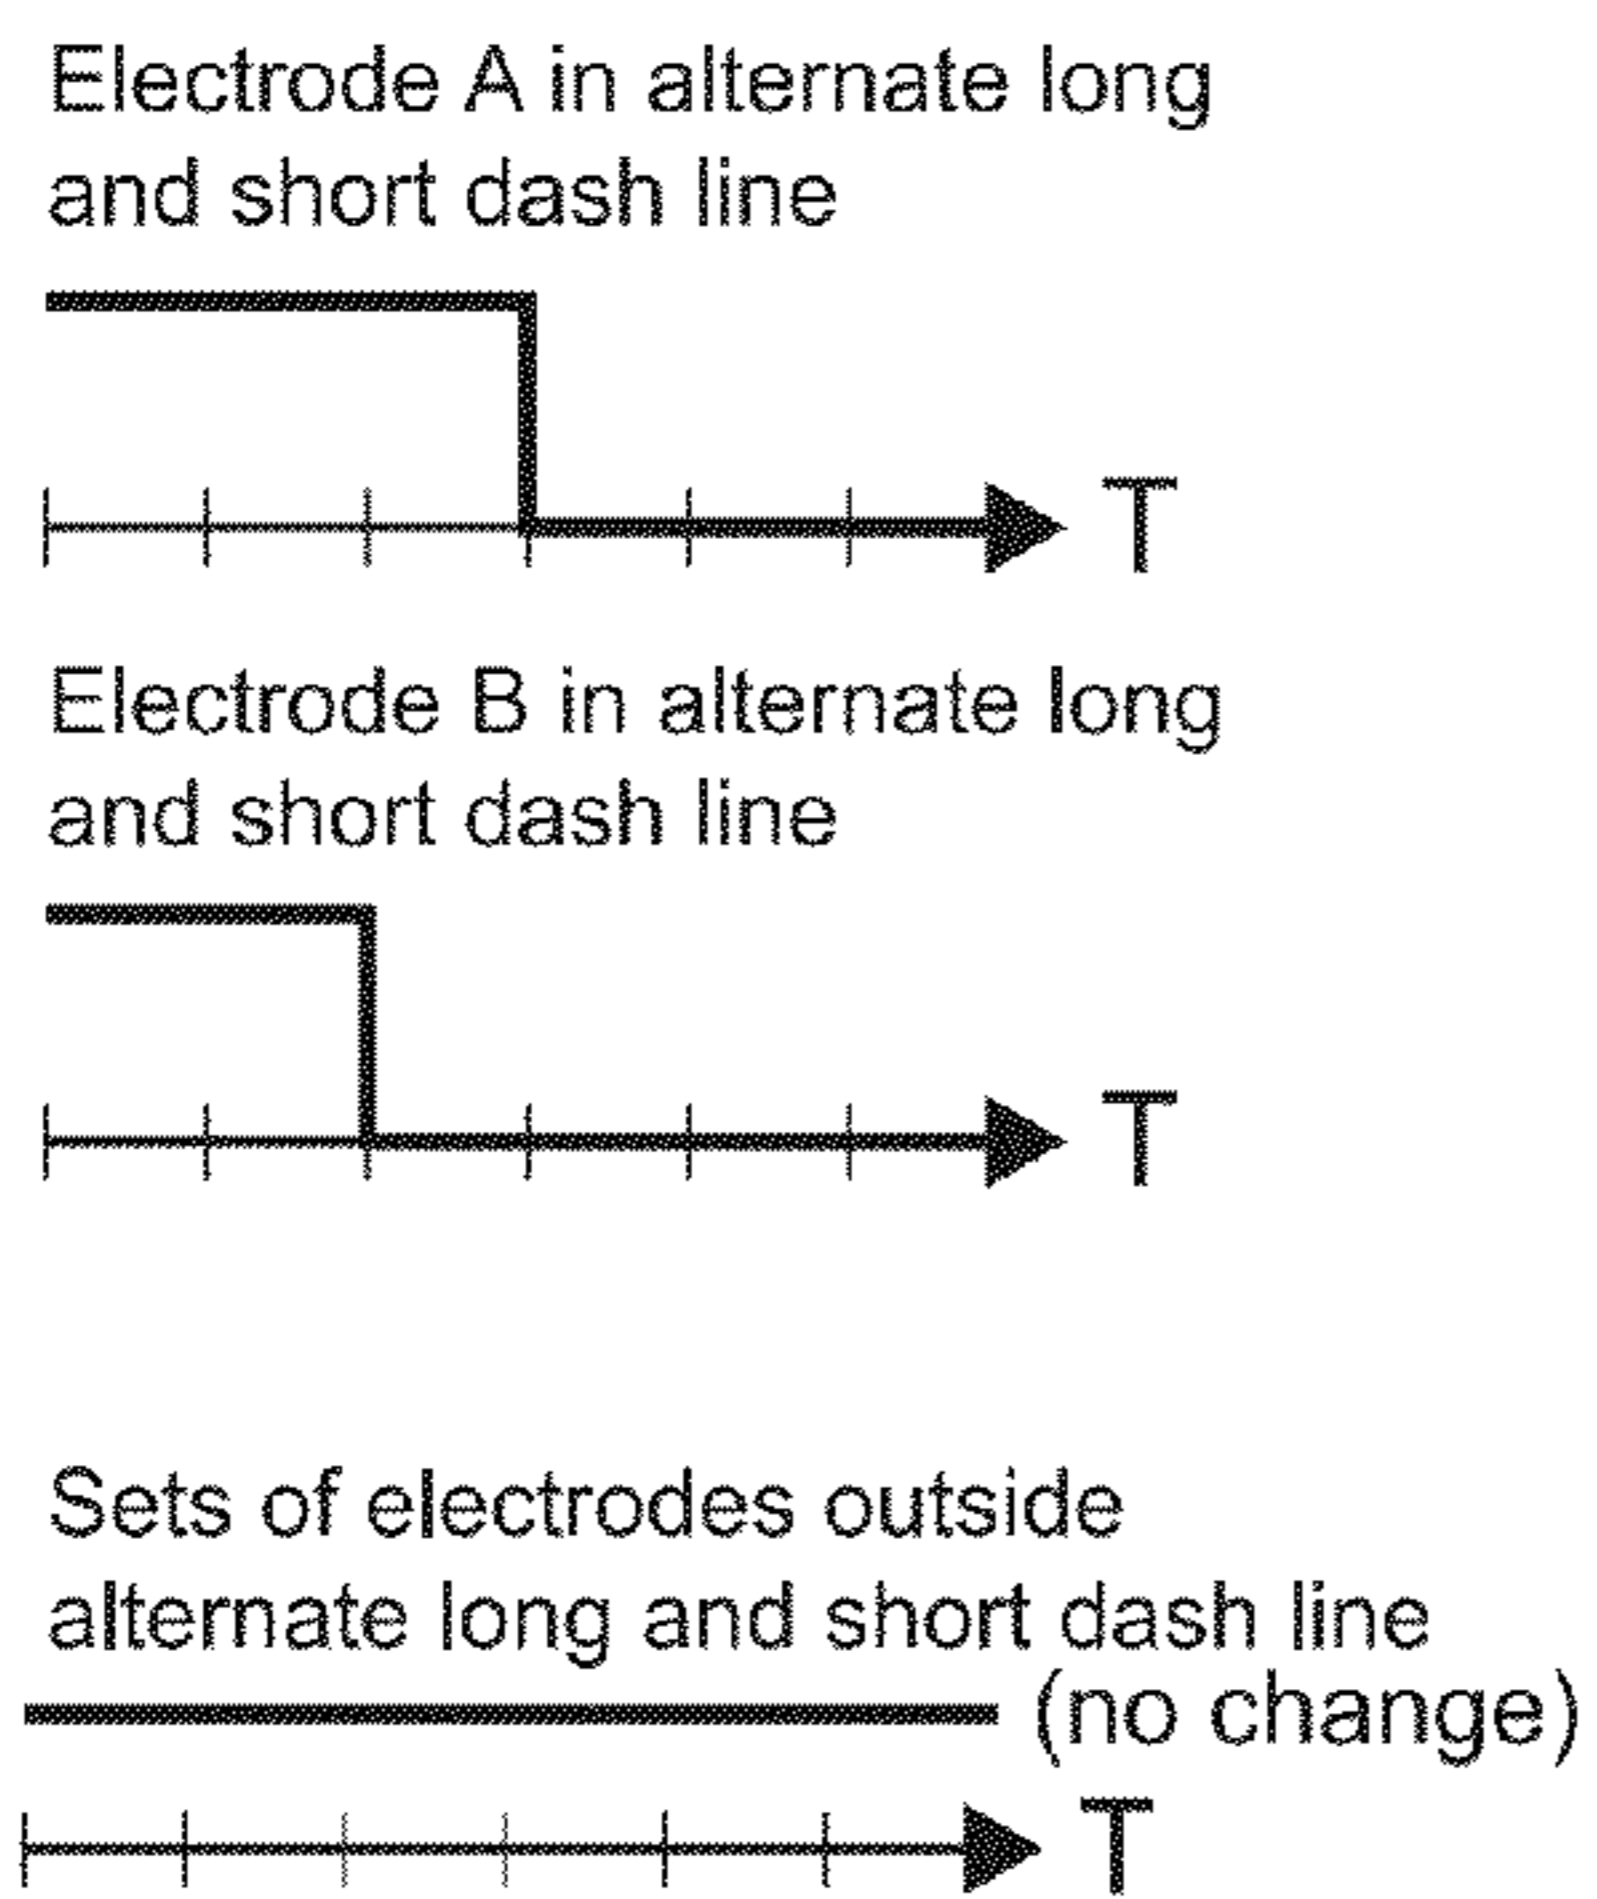 Electrode A in alternate long
and short dash line
T
Electrode B in alternate long
and short dash line
T
Sets of electrodes outside
alternate long and short dash line
(no change)
T